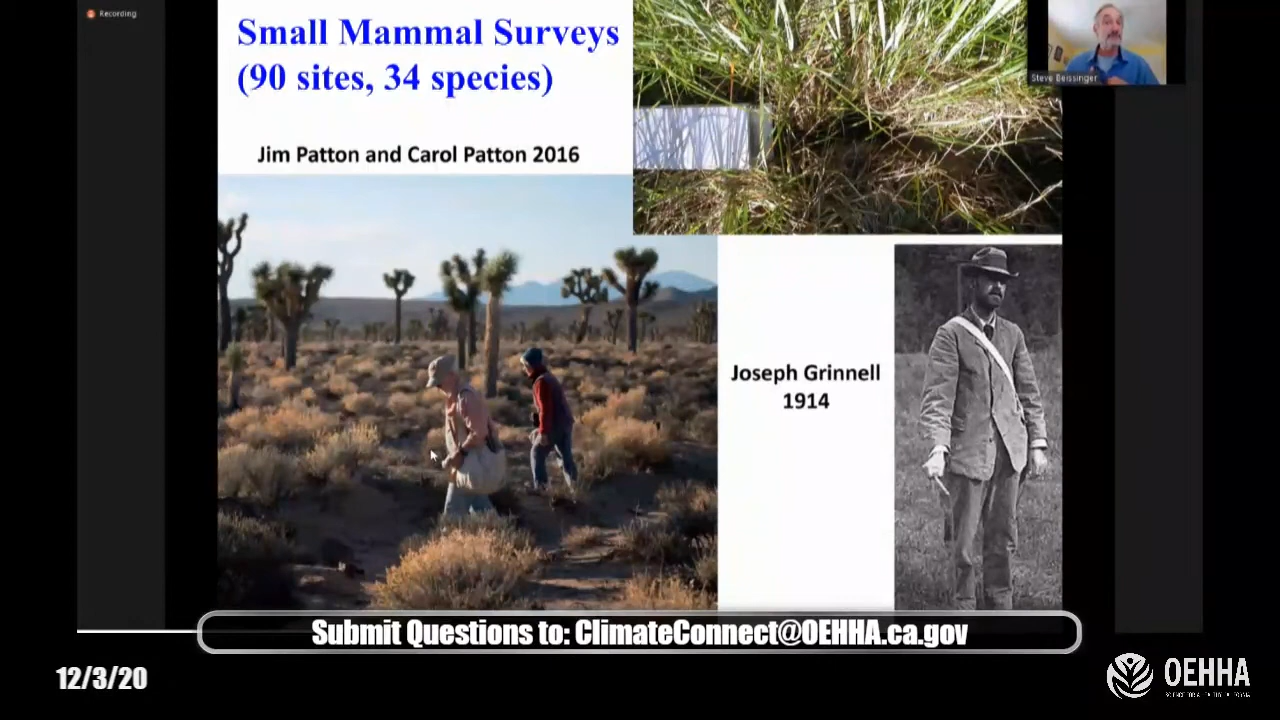 Recording
Small Mammal Surveys
(90 sites, 34 species)
Jim Patton and Carol Patton 2016
Steve Beissinger
Joseph Grinnell
1914
Submit Questions to: ClimateConnect@OEHHA.ca.gov
12/3/20
OEHHA